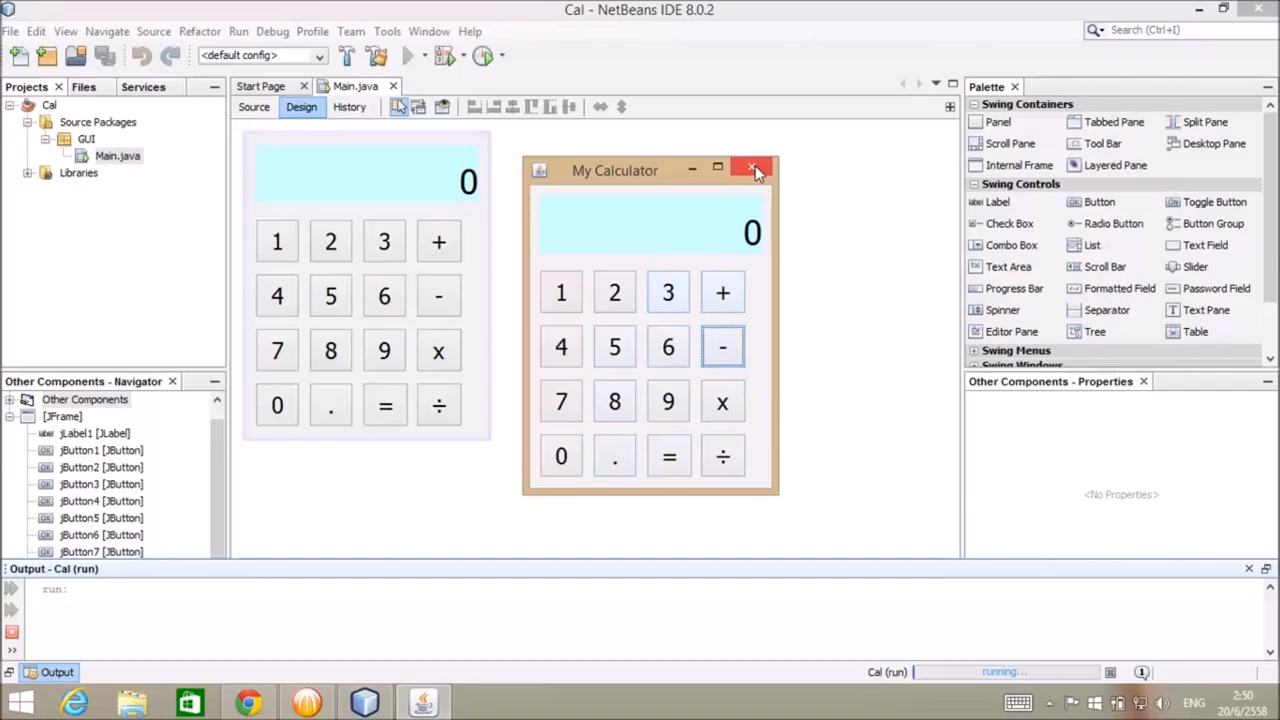 Cal - NetBeans IDE 8.0.2
File Edit View Navigate Source Refactor Run Debug Profile Team Tools Window Help
Search (Ctrl+I)
<default config>
Projects Files Services
Start Page Main.java
Palette
Cal
Source Packages
GUI
Main.java
Libraries
Source Design History
Swing Containers
Panel Tabbed Pane Split Pane
Scroll Pane Tool Bar Desktop Pane
Internal Frame Layered Pane
Swing Controls
Label Button Toggle Button
Check Box Radio Button Button Group
Combo Box List Text Field
Text Area Scroll Bar Slider
Progress Bar Formatted Field Password Field
Spinner Separator Text Pane
Editor Pane Tree Table
Swing Menus
Swing Windows
0
1 2 3 +
4 5 6 -
7 8 9 x
0 . = ÷
My Calculator
0
1 2 3 +
4 5 6 -
7 8 9 x
0 . = ÷
Other Components - Navigator
Other Components
[JFrame]
jLabel1 [JLabel]
jButton1 [JButton]
jButton2 [JButton]
jButton3 [JButton]
jButton4 [JButton]
jButton5 [JButton]
jButton6 [JButton]
jButton7 [JButton]
Other Components - Properties
<No Properties>
Output - Cal (run)
run:
Output
Cal (run) running...
1
ENG
2:50
20/6/2558